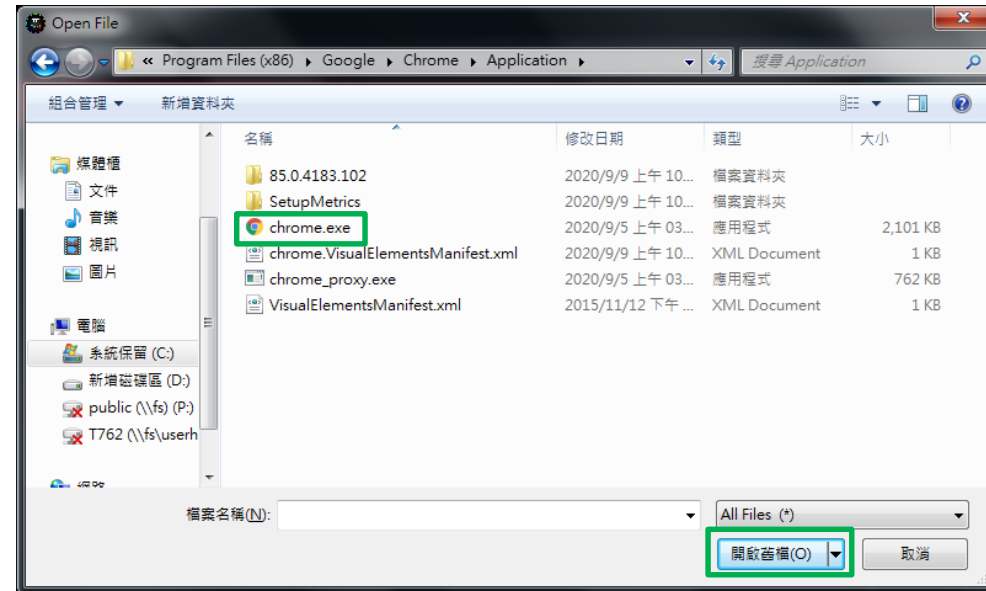 Open File
« Program Files (x86) ▸ Google ▸ Chrome ▸ Application ▸
搜尋 Application
組合管理 ▼ 新增資料夾
名稱 修改日期 類型 大小
媒體櫃
文件
音樂
視訊
圖片
電腦
系統保留 (C:)
新增磁碟區 (D:)
public (\\fs) (P:)
T762 (\\fs\userh
85.0.4183.102 2020/9/9 上午 10... 檔案資料夾
SetupMetrics 2020/9/9 上午 10... 檔案資料夾
chrome.exe 2020/9/5 上午 03... 應用程式 2,101 KB
chrome.VisualElementsManifest.xml 2020/9/9 上午 10... XML Document 1 KB
chrome_proxy.exe 2020/9/5 上午 03... 應用程式 762 KB
VisualElementsManifest.xml 2015/11/12 下午 ... XML Document 1 KB
檔案名稱(N):
All Files (*)
開啟舊檔(O) 取消